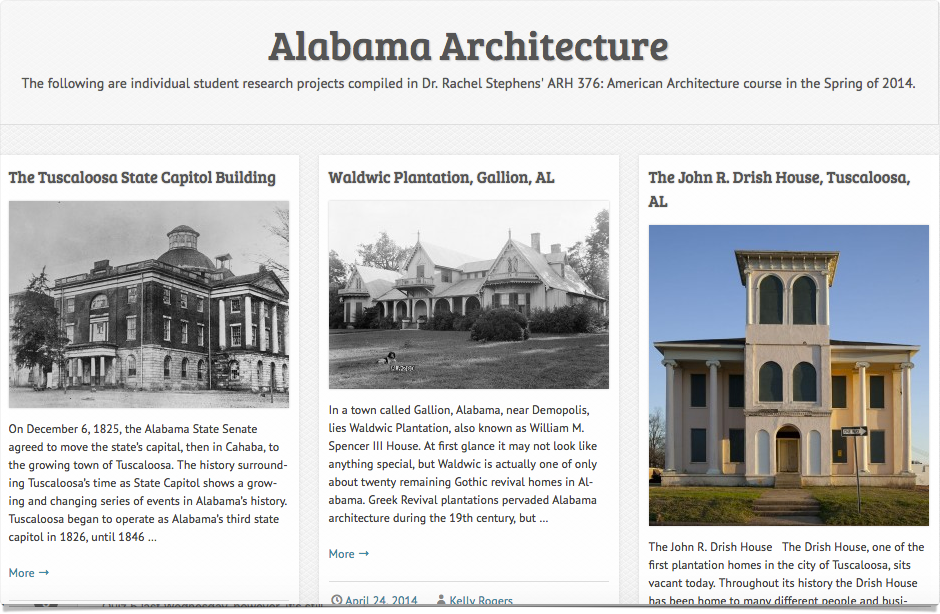 Alabama Architecture
The following are individual student research projects compiled in Dr. Rachel Stephens' ARH 376: American Architecture course in the Spring of 2014.
The Tuscaloosa State Capitol Building
On December 6, 1825, the Alabama State Senate
agreed to move the state's capital, then in Cahaba, to
the growing town of Tuscaloosa. The history surround-
ing Tuscaloosa's time as State Capitol shows a grow-
ing and changing series of events in Alabama's history.
Tuscaloosa began to operate as Alabama's third state
capitol in 1826, until 1846 ...
More →
Waldwic Plantation, Gallion, AL
In a town called Gallion, Alabama, near Demopolis,
lies Waldwic Plantation, also known as William M.
Spencer III House. At first glance it may not look like
anything special, but Waldwic is actually one of only
about twenty remaining Gothic revival homes in Al-
abama. Greek Revival plantations pervaded Alabama
architecture during the 19th century, but ...
More →
April 24, 2014 Kelly Rogers
The John R. Drish House, Tuscaloosa,
AL
ONE WAY
The John R. Drish House The Drish House, one of the
first plantation homes in the city of Tuscaloosa, sits
vacant today. Throughout its history the Drish House
has been home to many different people and busi-